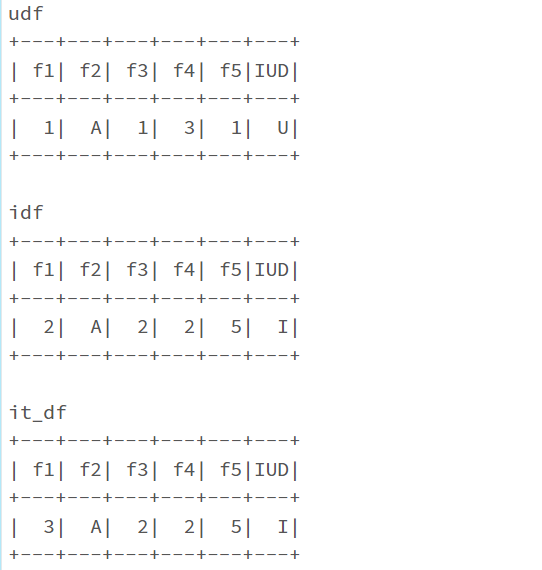 udf
+---+---+---+---+---+---+
| f1| f2| f3| f4| f5|IUD|
+---+---+---+---+---+---+
|  1|  A|  1|  3|  1|  U|
+---+---+---+---+---+---+
idf
+---+---+---+---+---+---+
| f1| f2| f3| f4| f5|IUD|
+---+---+---+---+---+---+
|  2|  A|  2|  2|  5|  I|
+---+---+---+---+---+---+
it_df
+---+---+---+---+---+---+
| f1| f2| f3| f4| f5|IUD|
+---+---+---+---+---+---+
|  3|  A|  2|  2|  5|  I|
+---+---+---+---+---+---+